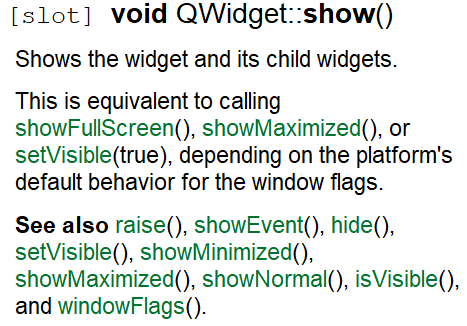 [slot] void QWidget::show()
Shows the widget and its child widgets.
This is equivalent to calling
showFullScreen(), showMaximized(), or
setVisible(true), depending on the platform's
default behavior for the window flags.
See also raise(), showEvent(), hide(),
setVisible(), showMinimized(),
showMaximized(), showNormal(), isVisible(),
and windowFlags().